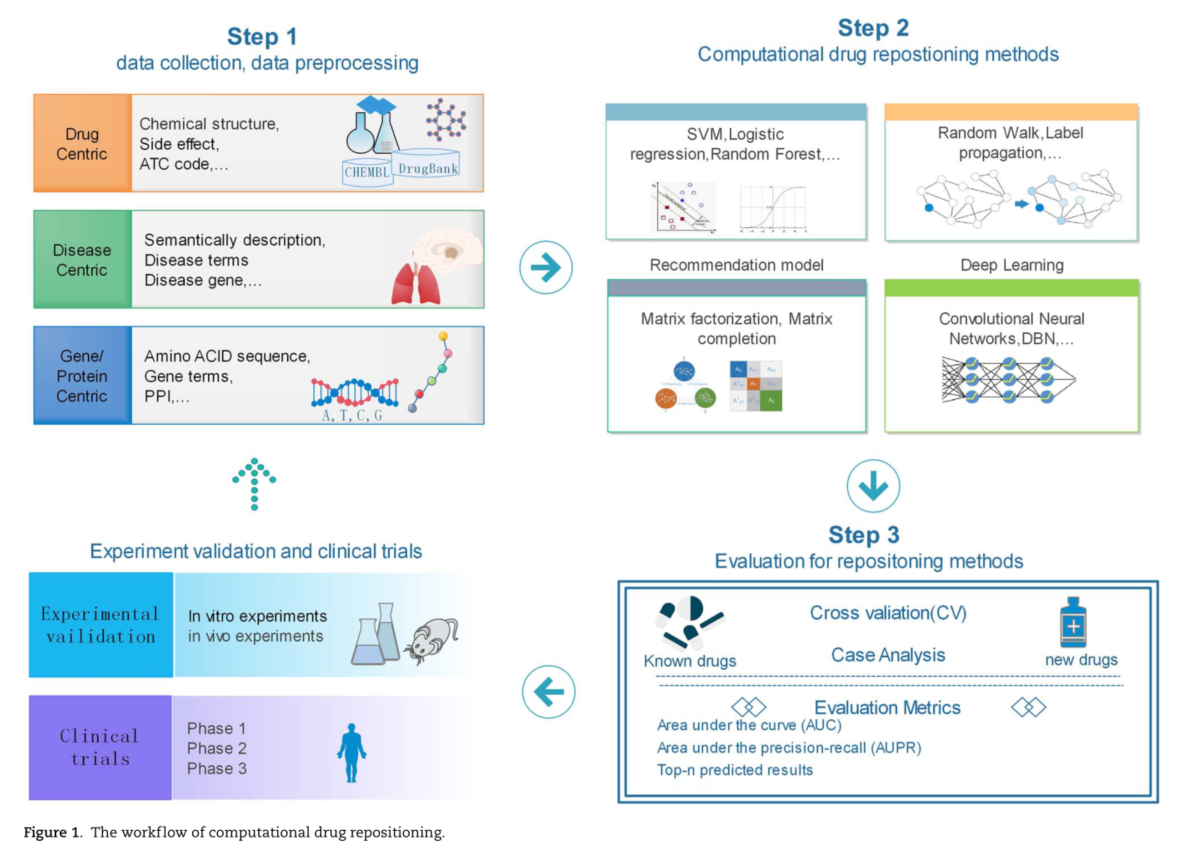 Step 1
data collection, data preprocessing
Drug
Centric
Chemical structure,
Side effect,
ATC code,...
CHEMBL
DrugBank
Disease
Centric
Semantically description,
Disease terms
Disease gene,...
Gene/
Protein
Centric
Amino ACID sequence,
Gene terms,
PPI,...
A, T, C, G
Step 2
Computational drug repostioning methods
SVM,Logistic
regression,Random Forest,...
Random Walk,Label
propagation,...
Recommendation model
Deep Learning
Matrix factorization, Matrix
completion
Convolutional Neural
Networks,DBN,...
Step 3
Evaluation for repositoning methods
Known drugs
Cross valiation(CV)
Case Analysis
new drugs
Evaluation Metrics
Area under the curve (AUC)
Area under the precision-recall (AUPR)
Top-n predicted results
Experiment validation and clinical trials
Experimental
vailidation
In vitro experiments
in vivo experiments
Clinical
trials
Phase 1
Phase 2
Phase 3
Figure 1. The workflow of computational drug repositioning.